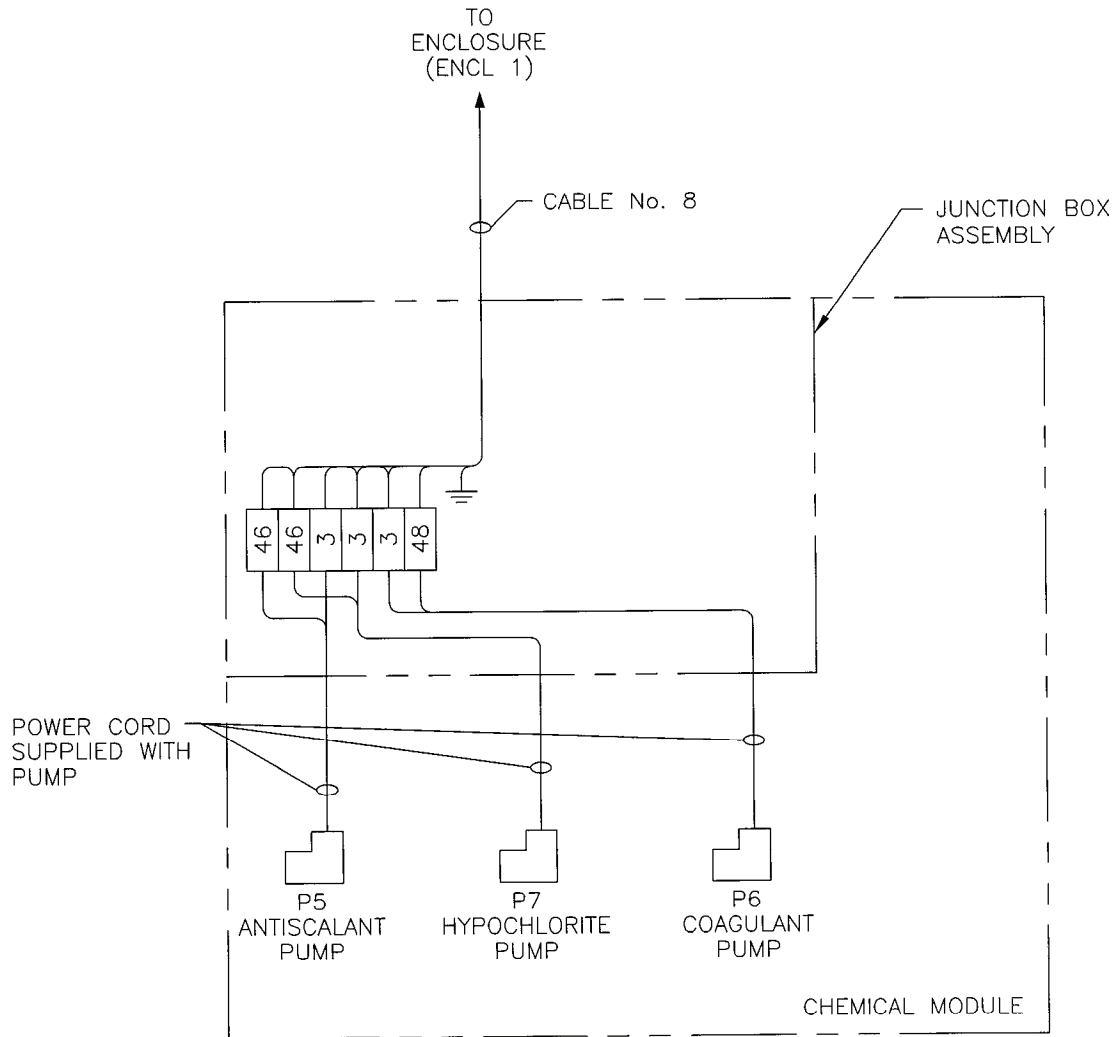 TO
ENCLOSURE
(ENCL 1)
CABLE No. 8
JUNCTION BOX
ASSEMBLY
46 46 3 3 3 48
POWER CORD
SUPPLIED WITH
PUMP
P5
ANTISCALANT
PUMP
P7
HYPOCHLORITE
PUMP
P6
COAGULANT
PUMP
CHEMICAL MODULE